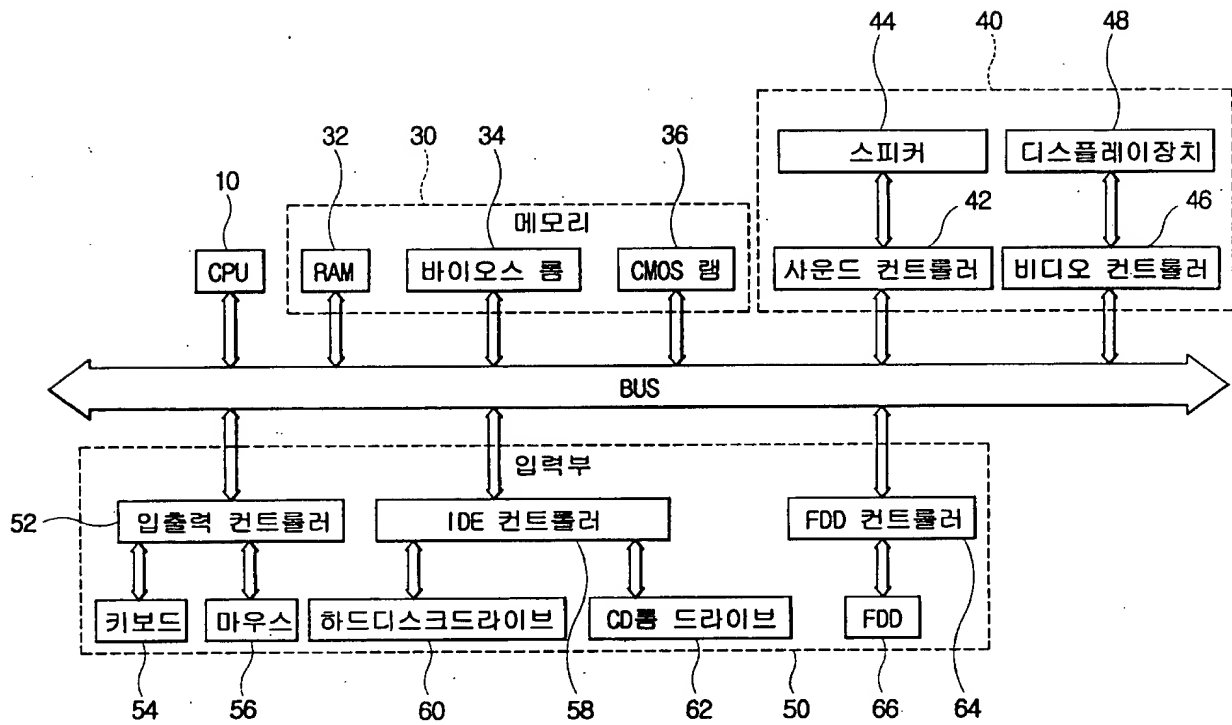 44 48
40
32 34 36
30
스피커 디스플레이장치
10 42 46
메모리
CPU RAM 바이오스 롬 CMOS 램 사운드 컨트롤러 비디오 컨트롤러
BUS
입력부
52 입출력 컨트롤러 IDE 컨트롤러 FDD 컨트롤러
키보드 마우스 하드디스크드라이브 CD롬 드라이브 FDD
54 56 60 58 62 50 66 64